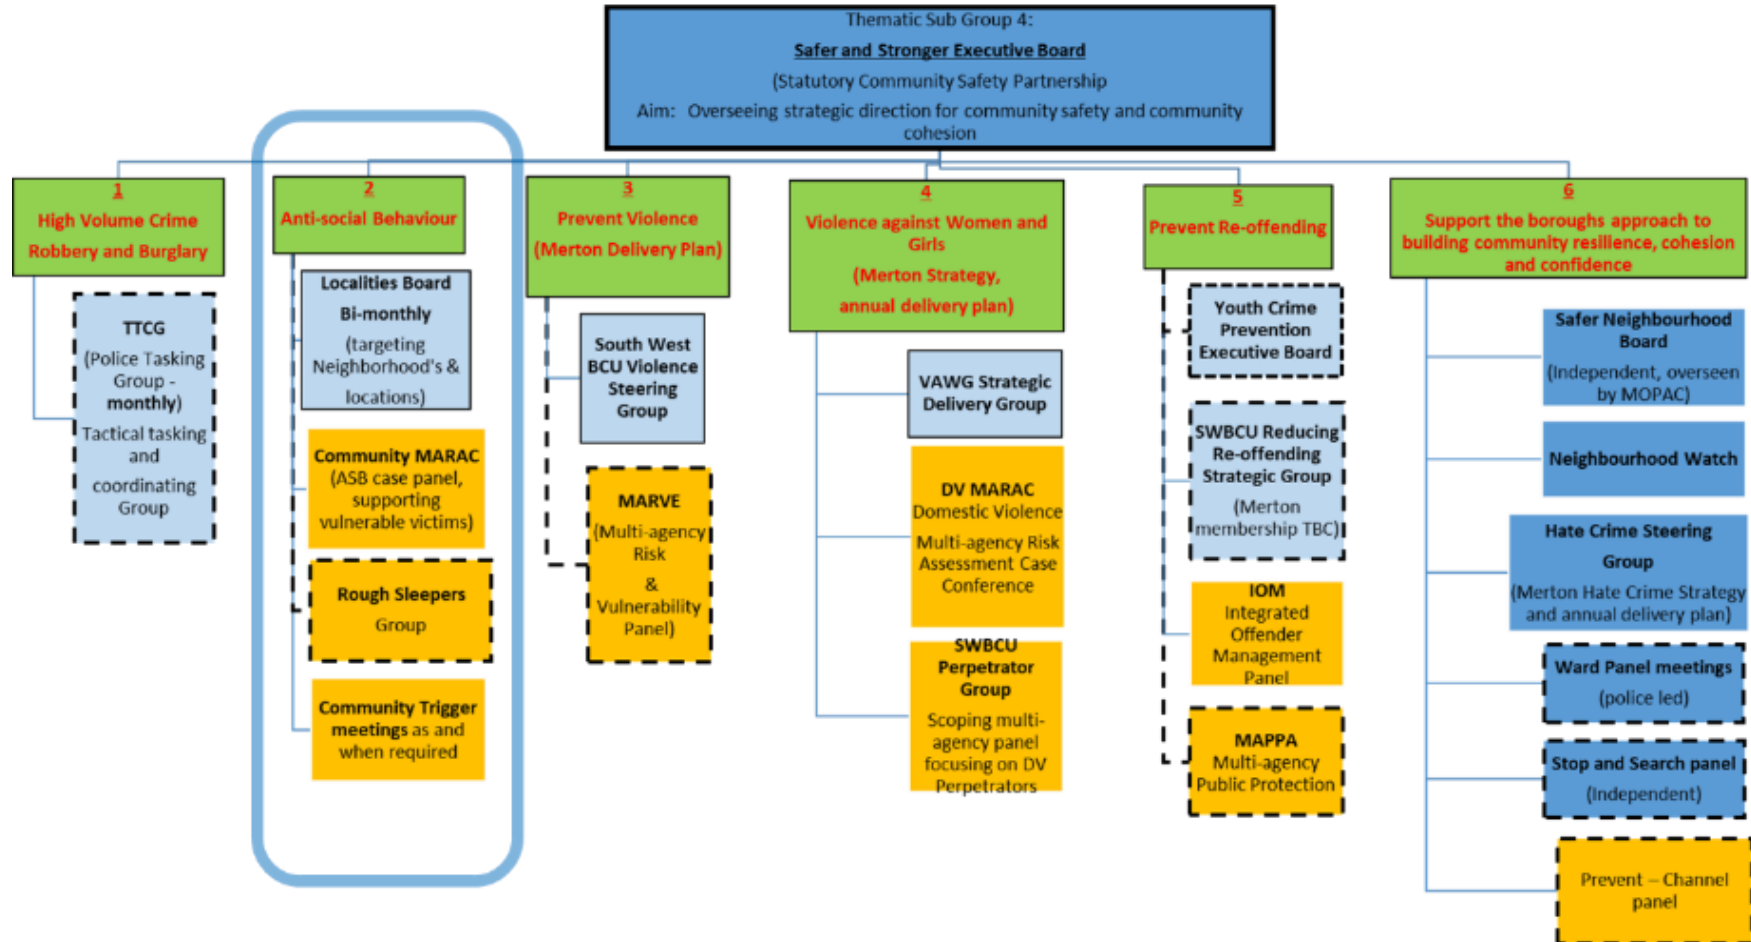 Thematic Sub Group 4:
Safer and Stronger Executive Board
(Statutory Community Safety Partnership
Aim: Overseeing strategic direction for community safety and community
cohesion
1
High Volume Crime
Robbery and Burglary
TTCG
(Police Tasking
Group -
monthly)
Tactical tasking
and
coordinating
Group
2
Anti-social Behaviour
Localities Board
Bi-monthly
(targeting
Neighborhood's &
locations)
Community MARAC
(ASB case panel,
supporting
vulnerable victims)
Rough Sleepers
Group
Community Trigger
meetings as and
when required
3
Prevent Violence
(Merton Delivery Plan)
South West
BCU Violence
Steering
Group
MARVE
(Multi-agency
Risk
&
Vulnerability
Panel)
4
Violence against Women and
Girls
(Merton Strategy,
annual delivery plan)
VAWG Strategic
Delivery Group
DV MARAC
Domestic Violence
Multi-agency Risk
Assessment Case
Conference
SWBCU
Perpetrator
Group
Scoping multi-
agency panel
focusing on DV
Perpetrators
5
Prevent Re-offending
Youth Crime
Prevention
Executive Board
SWBCU Reducing
Re-offending
Strategic Group
(Merton
membership TBC)
IOM
Integrated
Offender
Management
Panel
MAPPA
Multi-agency
Public Protection
6
Support the boroughs approach to
building community resilience, cohesion
and confidence
Safer Neighbourhood
Board
(Independent, overseen
by MOPAC)
Neighbourhood Watch
Hate Crime Steering
Group
(Merton Hate Crime Strategy
and annual delivery plan)
Ward Panel meetings
(police led)
Stop and Search panel
(Independent)
Prevent – Channel
panel